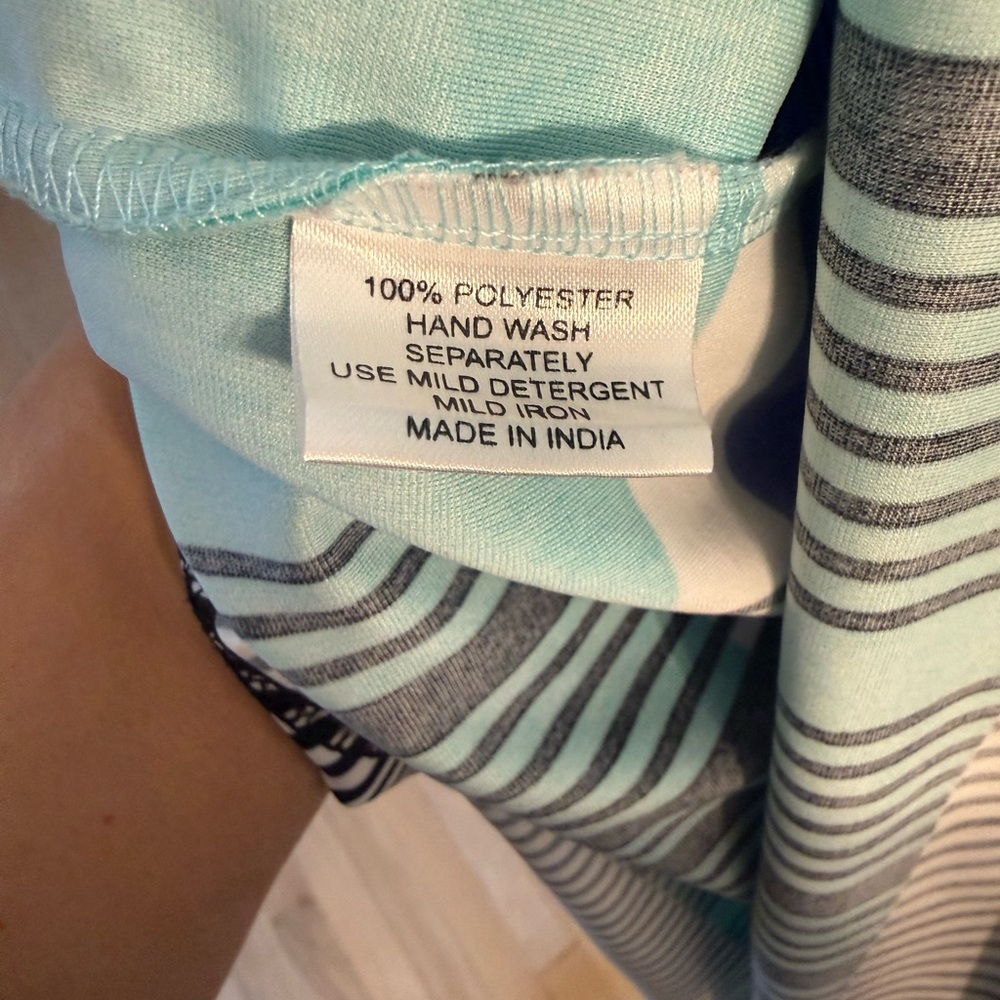 100% POLYESTER
HAND WASH
SEPARATELY
USE MILD DETERGENT
MILD IRON
MADE IN INDIA